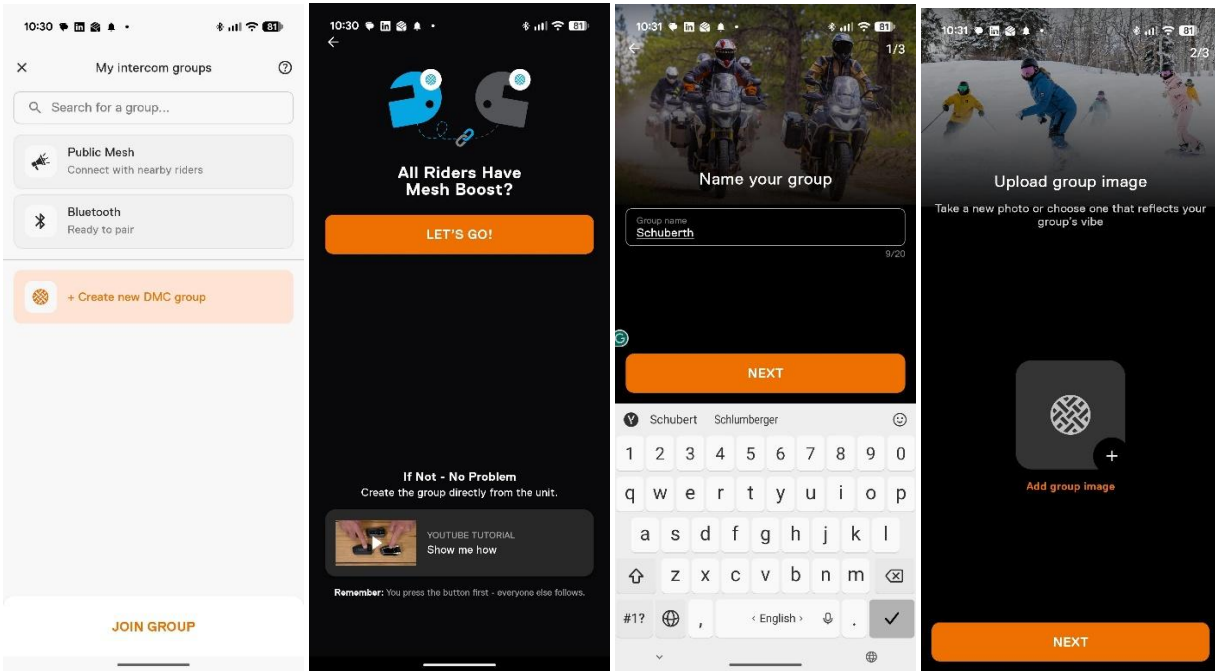 10:30
81
My intercom groups
Search for a group...
Public Mesh
Connect with nearby riders
Bluetooth
Ready to pair
+ Create new DMC group
JOIN GROUP
10:30
81
All Riders Have
Mesh Boost?
LET'S GO!
If Not - No Problem
Create the group directly from the unit.
YOUTUBE TUTORIAL
Show me how
Remember: You press the button first - everyone else follows.
10:31
81
1/3
Name your group
Group name
Schuberth
9/20
NEXT
Schubert Schlumberger
1 2 3 4 5 6 7 8 9 0
q w e r t y u i o p
a s d f g h j k l
z x c v b n m
#1? , < English > .
10:31
81
2/3
Upload group image
Take a new photo or choose one that reflects your
group's vibe
+
Add group image
NEXT